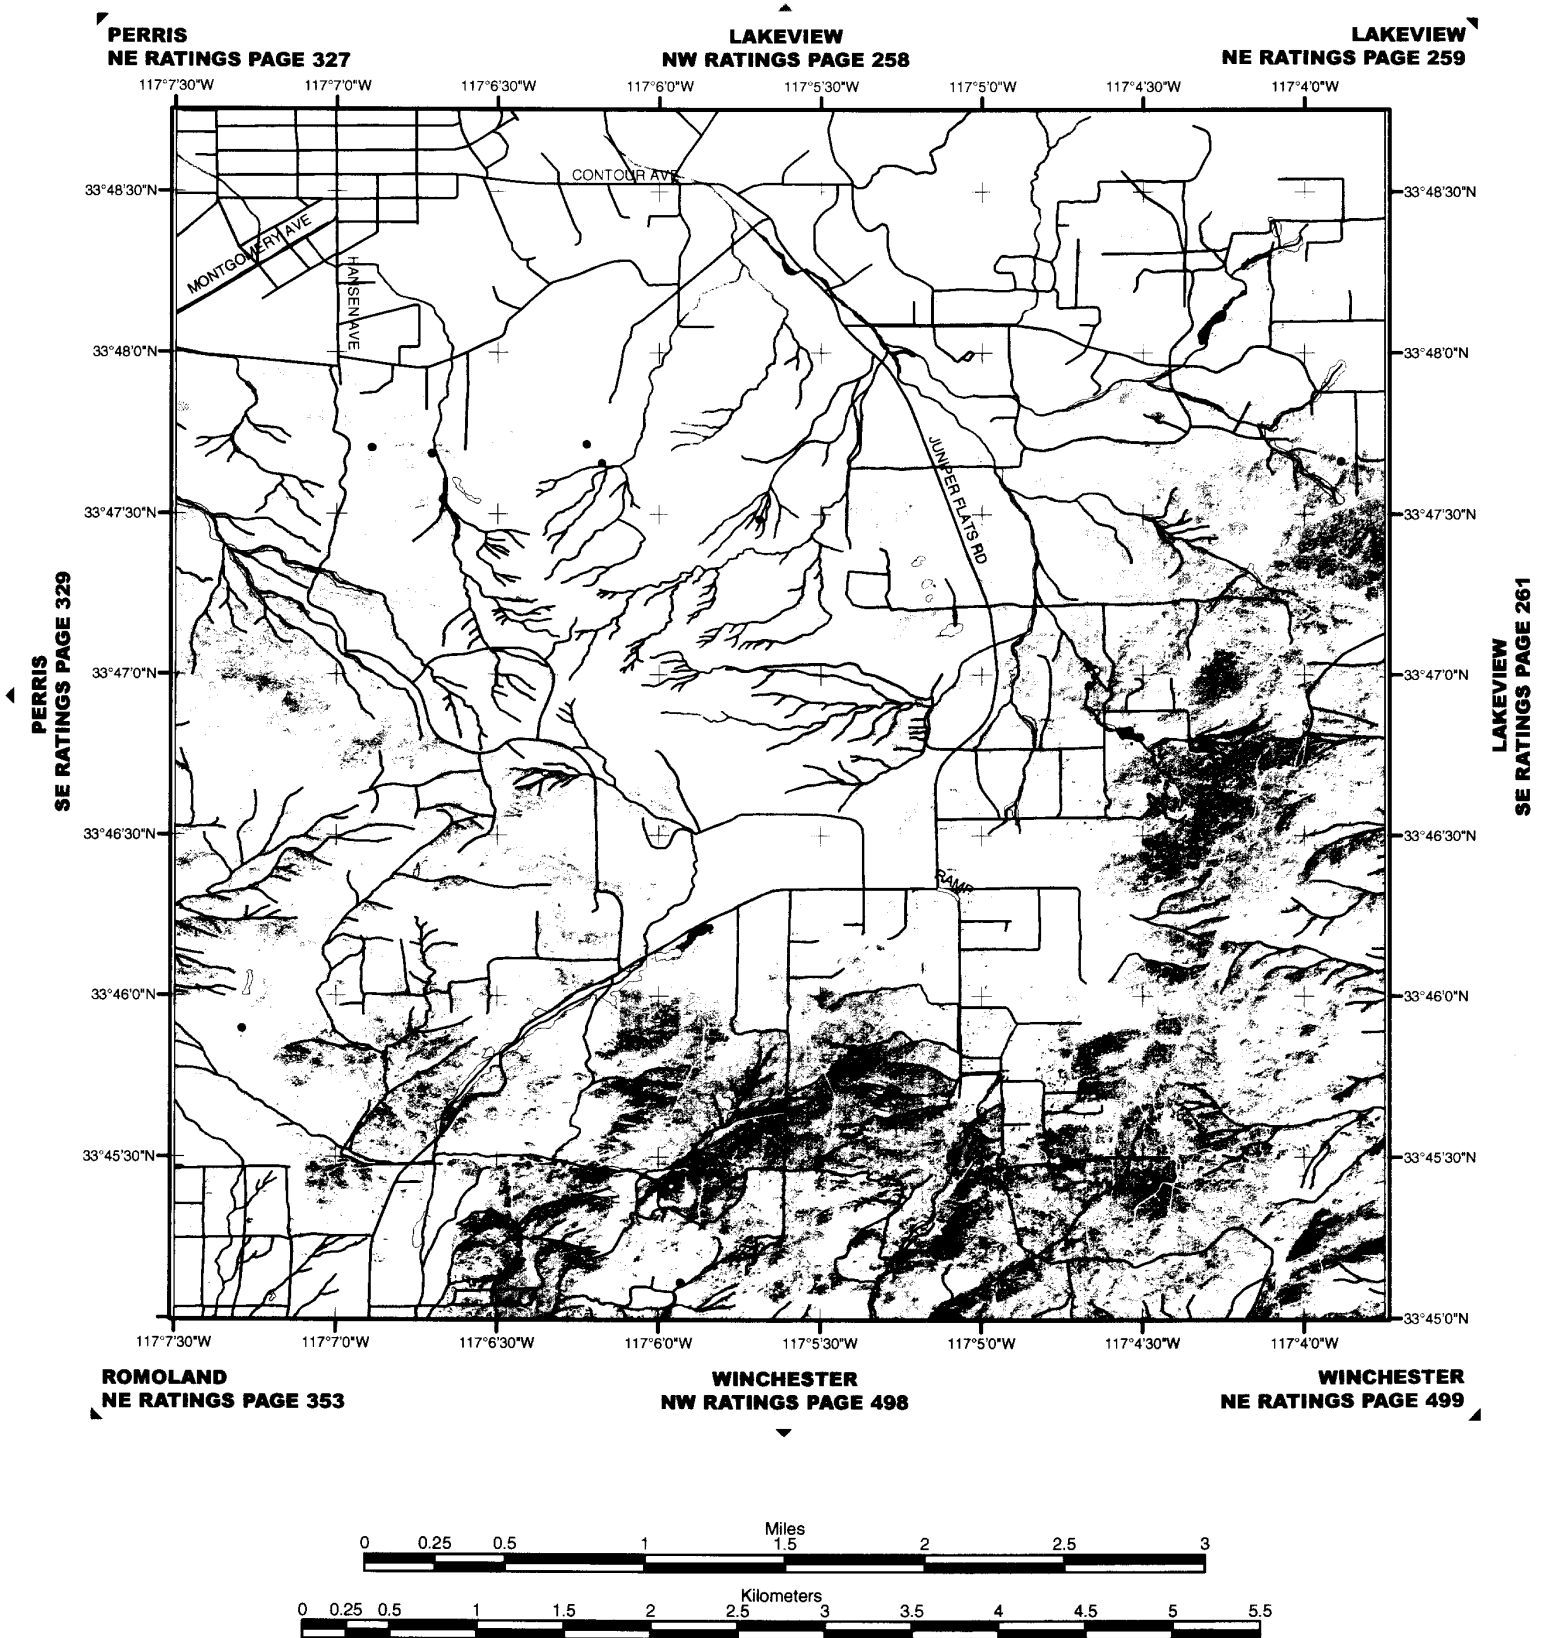 PERRIS
NE RATINGS PAGE 327
LAKEVIEW
NW RATINGS PAGE 258
LAKEVIEW
NE RATINGS PAGE 259
117°7'30"W 117°7'0"W 117°6'30"W 117°6'0"W 117°5'30"W 117°5'0"W 117°4'30"W 117°4'0"W
CONTOUR AVE
33°48'30"N 33°48'30"N
MONTGOMERY AVE
HANSEN AVE
33°48'0"N 33°48'0"N
JUNIPER FLATS RD
33°47'30"N 33°47'30"N
PERRIS
SE RATINGS PAGE 329
LAKEVIEW
SE RATINGS PAGE 261
33°47'0"N 33°47'0"N
33°46'30"N 33°46'30"N
RAMP
33°46'0"N 33°46'0"N
33°45'30"N 33°45'30"N
33°45'0"N
117°7'30"W 117°7'0"W 117°6'30"W 117°6'0"W 117°5'30"W 117°5'0"W 117°4'30"W 117°4'0"W
ROMOLAND
NE RATINGS PAGE 353
WINCHESTER
NW RATINGS PAGE 498
WINCHESTER
NE RATINGS PAGE 499
Miles
0 0.25 0.5 1 1.5 2 2.5 3
Kilometers
0 0.25 0.5 1 1.5 2 2.5 3 3.5 4 4.5 5 5.5